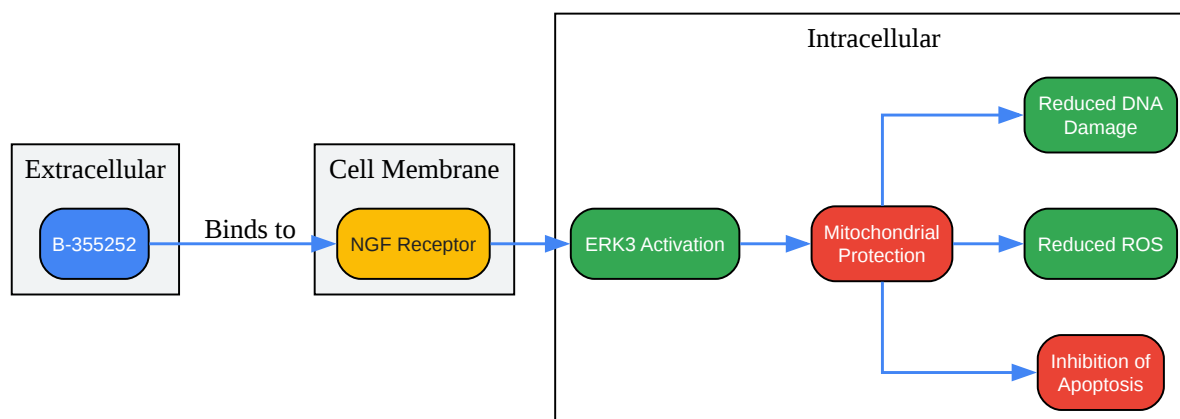 Intracellular
Reduced DNA
Damage
Extracellular
Cell Membrane
B-355252
Binds to
NGF Receptor
ERK3 Activation
Mitochondrial
Protection
Reduced ROS
Inhibition of
Apoptosis